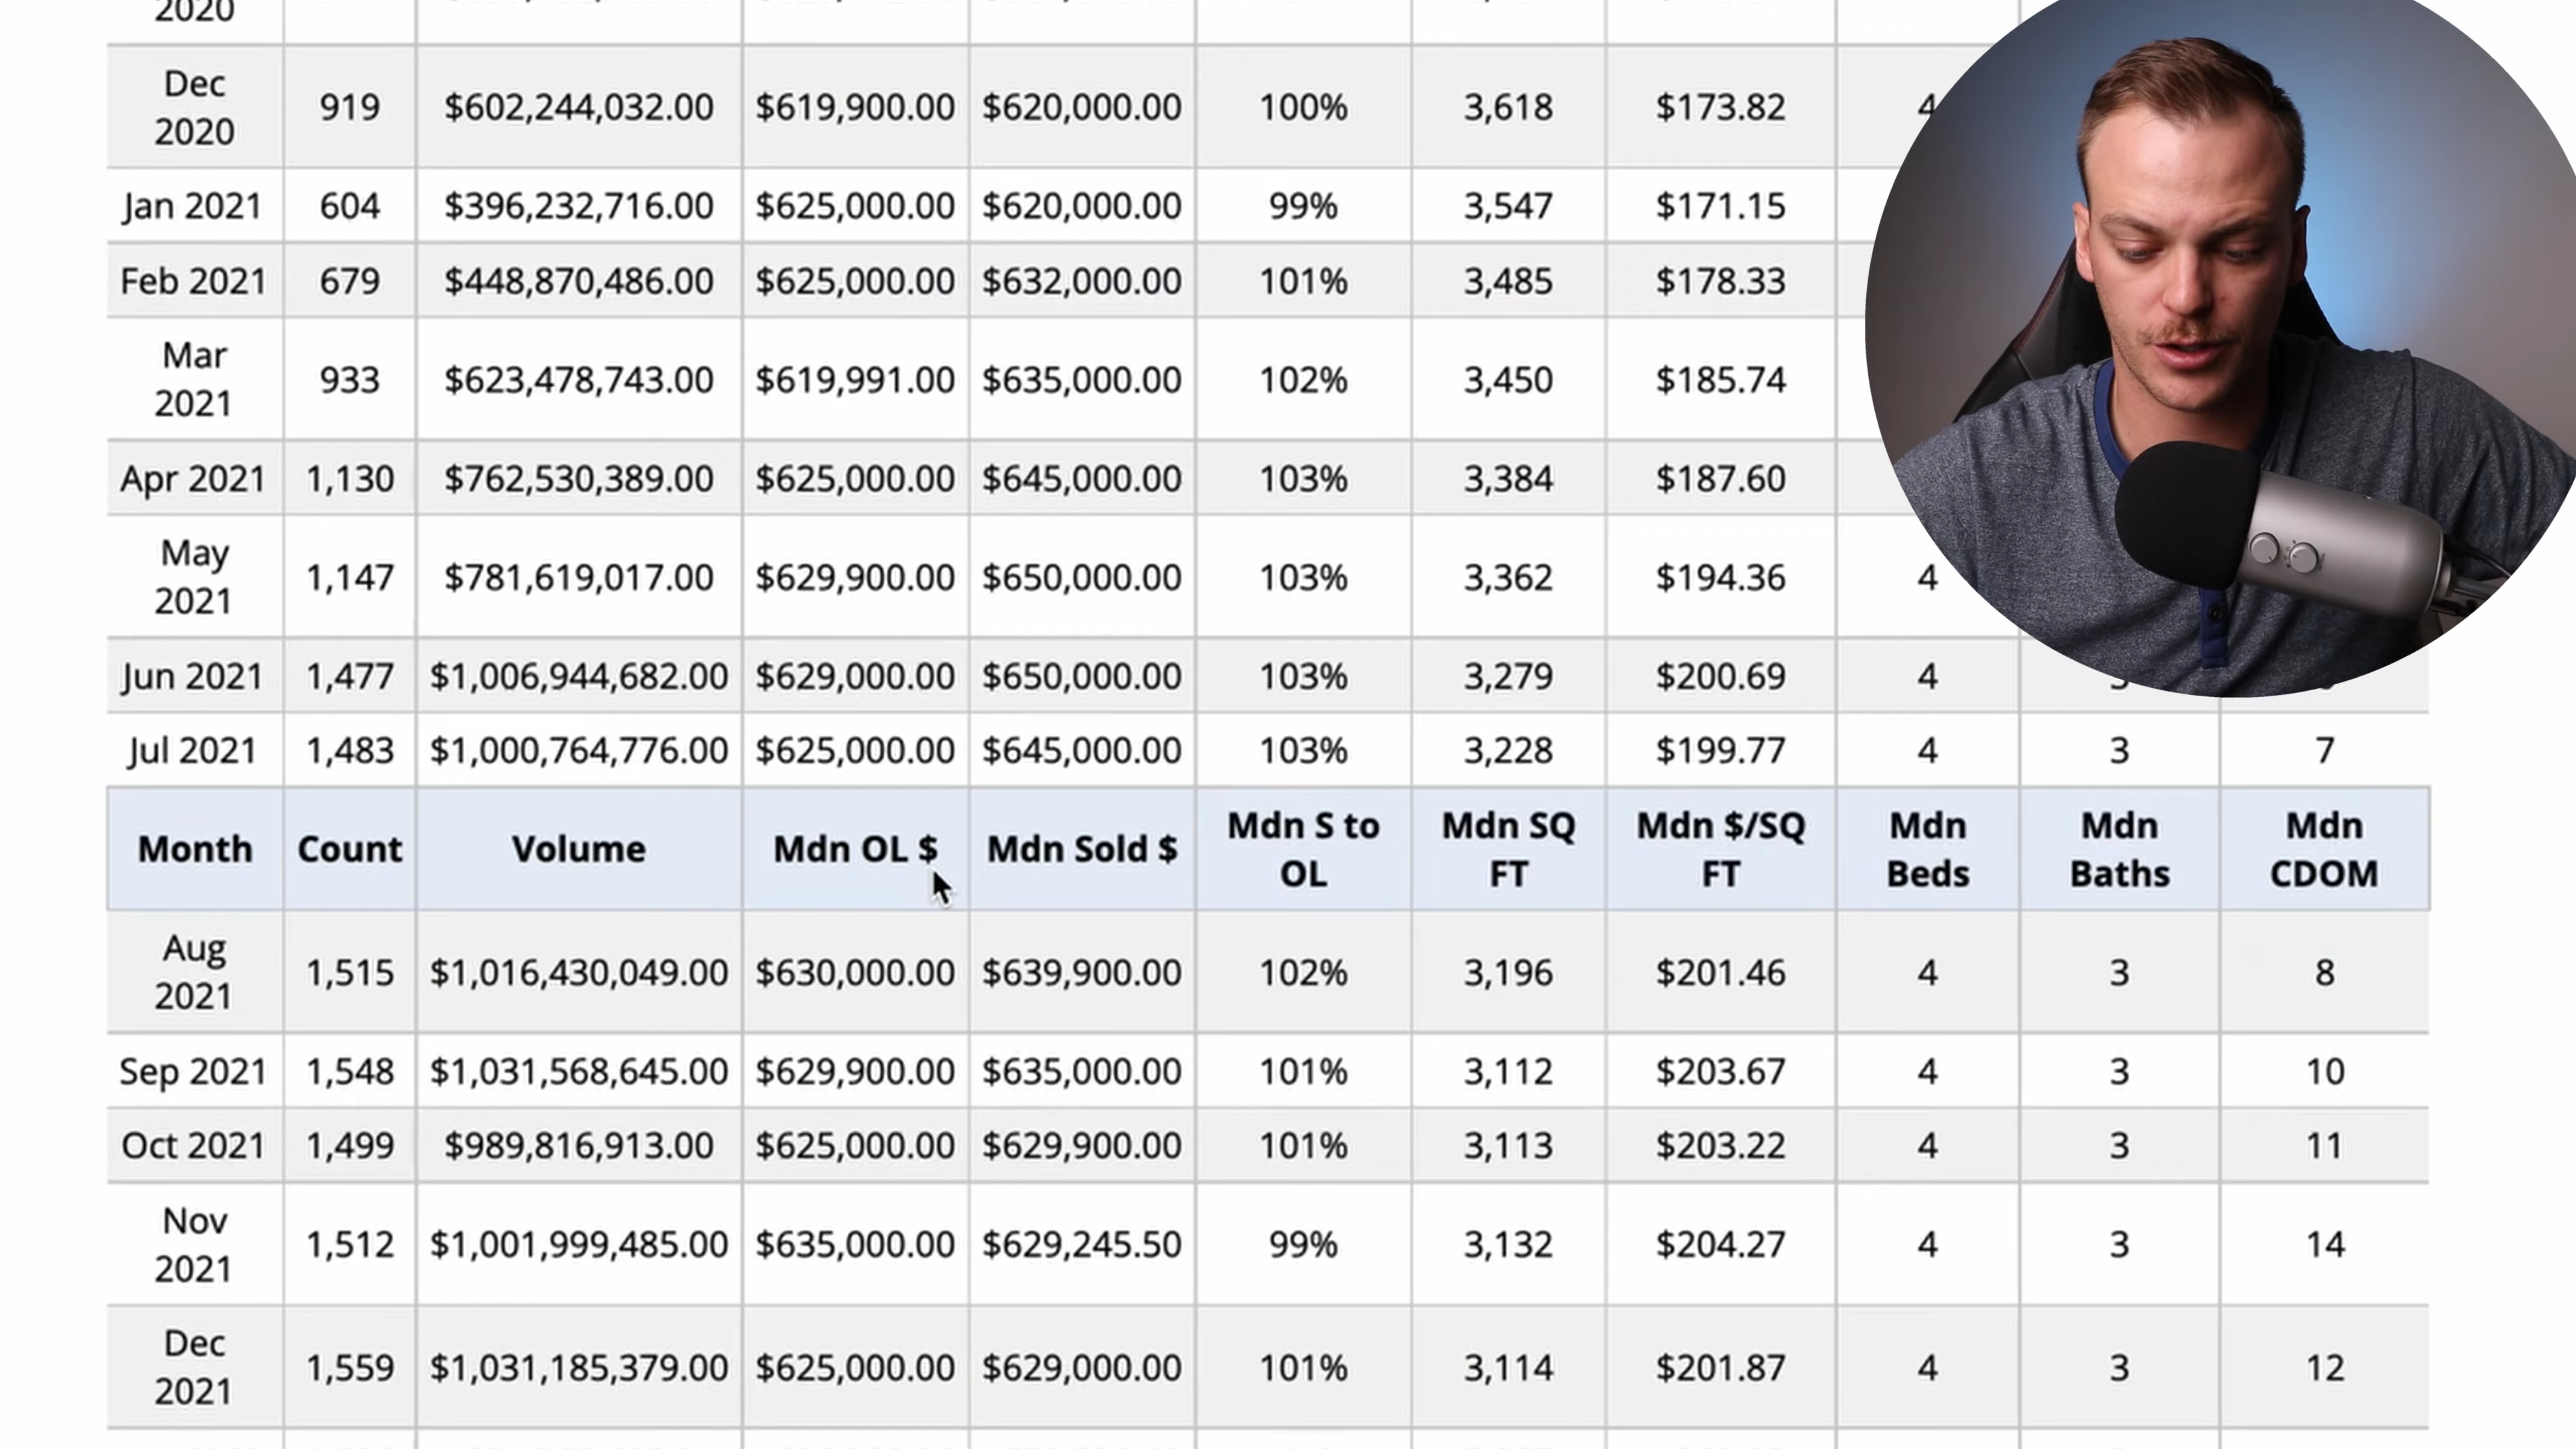 2020
Dec
2020
919 $602,244,032.00 $619,900.00 $620,000.00 100% 3,618 $173.82 4
Jan 2021 604 $396,232,716.00 $625,000.00 $620,000.00 99% 3,547 $171.15
Feb 2021 679 $448,870,486.00 $625,000.00 $632,000.00 101% 3,485 $178.33
Mar
2021
933 $623,478,743.00 $619,991.00 $635,000.00 102% 3,450 $185.74
Apr 2021 1,130 $762,530,389.00 $625,000.00 $645,000.00 103% 3,384 $187.60
May
2021
1,147 $781,619,017.00 $629,900.00 $650,000.00 103% 3,362 $194.36 4
Jun 2021 1,477 $1,006,944,682.00 $629,000.00 $650,000.00 103% 3,279 $200.69 4
Jul 2021 1,483 $1,000,764,776.00 $625,000.00 $645,000.00 103% 3,228 $199.77 4 3 7
Month Count Volume Mdn OL $ Mdn Sold $ Mdn S to OL Mdn SQ FT Mdn $/SQ FT Mdn Beds Mdn Baths Mdn CDOM
Aug
2021
1,515 $1,016,430,049.00 $630,000.00 $639,900.00 102% 3,196 $201.46 4 3 8
Sep 2021 1,548 $1,031,568,645.00 $629,900.00 $635,000.00 101% 3,112 $203.67 4 3 10
Oct 2021 1,499 $989,816,913.00 $625,000.00 $629,900.00 101% 3,113 $203.22 4 3 11
Nov
2021
1,512 $1,001,999,485.00 $635,000.00 $629,245.50 99% 3,132 $204.27 4 3 14
Dec
2021
1,559 $1,031,185,379.00 $625,000.00 $629,000.00 101% 3,114 $201.87 4 3 12